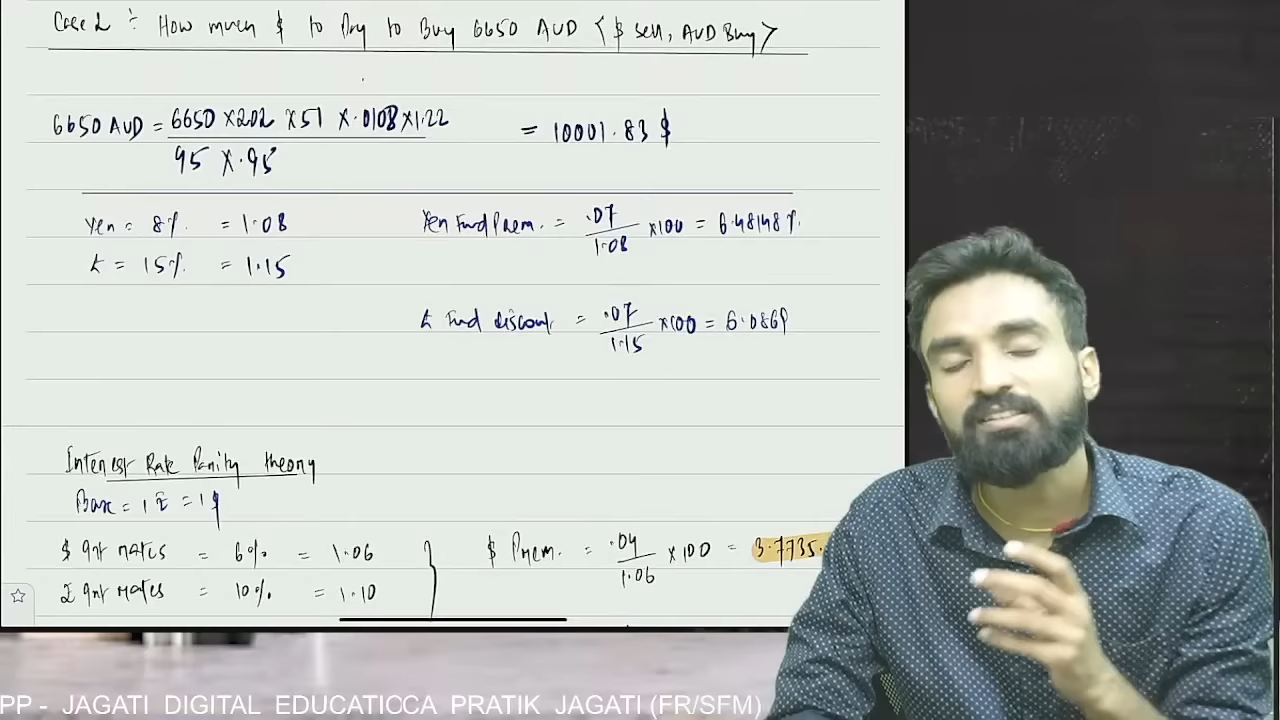 Case 2 ÷ How much $ to Pay to Buy 6650 AUD < $ sell, AUD Buy >
6650 AUD = 6650 × 202 × 51 × .0108 × 1.22 / 95 × .95 = 10001.83 $
Yen = 8% = 1.08
Yen Fwd Prem. = .07 / 1.08 × 100 = 6.48148 %.
£ = 15% = 1.15
£ Fwd discount = .07 / 1.15 × 100 = 6.0869
Interest Rate Parity theory
Base = 1 £ = 1 $
$ Int rates = 6% = 1.06
$ Prem. = .04 / 1.06 × 100 = 3.7735.
£ Int rates = 10% = 1.10
PP - JAGATI DIGITAL EDUCATICCA PRATIK JAGATI (FR/SFM)